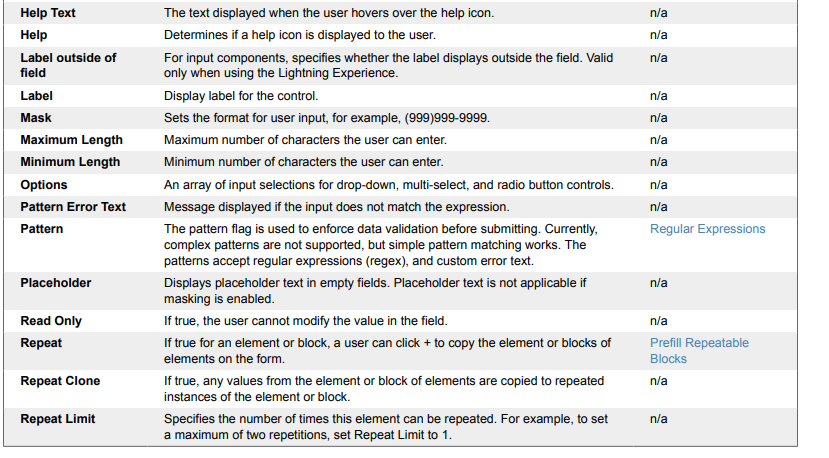 Help Text The text displayed when the user hovers over the help icon. n/a
Help Determines if a help icon is displayed to the user. n/a
Label outside of For input components, specifies whether the label displays outside the field. Valid n/a
field only when using the Lightning Experience.
Label Display label for the control. n/a
Mask Sets the format for user input, for example, (999)999-9999. n/a
Maximum Length Maximum number of characters the user can enter. n/a
Minimum Length Minimum number of characters the user can enter. n/a
Options An array of input selections for drop-down, multi-select, and radio button controls. n/a
Pattern Error Text Message displayed if the input does not match the expression. n/a
Pattern The pattern flag is used to enforce data validation before submitting. Currently, Regular Expressions
complex patterns are not supported, but simple pattern matching works. The
patterns accept regular expressions (regex), and custom error text.
Placeholder Displays placeholder text in empty fields. Placeholder text is not applicable if n/a
masking is enabled.
Read Only If true, the user cannot modify the value in the field. n/a
Repeat If true for an element or block, a user can click + to copy the element or blocks of Prefill Repeatable
elements on the form. Blocks
Repeat Clone If true, any values from the element or block of elements are copied to repeated n/a
instances of the element or block.
Repeat Limit Specifies the number of times this element can be repeated. For example, to set n/a
a maximum of two repetitions, set Repeat Limit to 1.